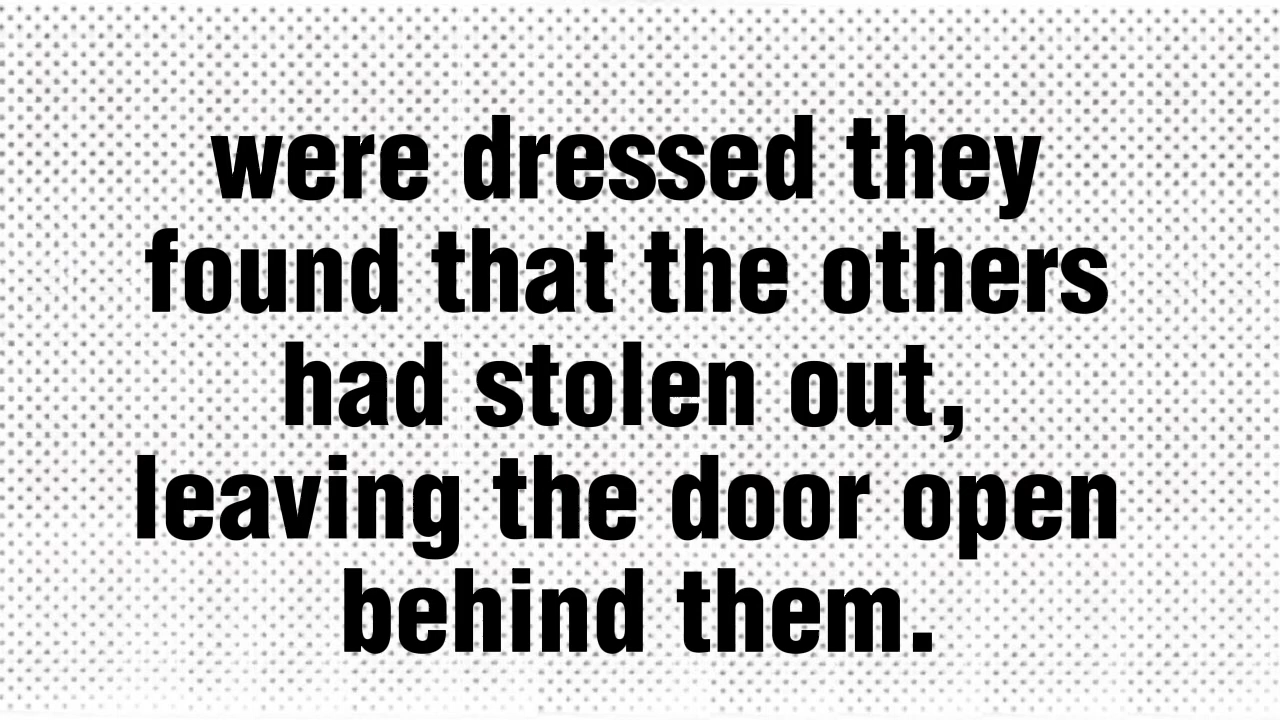 were dressed they
found that the others
had stolen out,
leaving the door open
behind them.